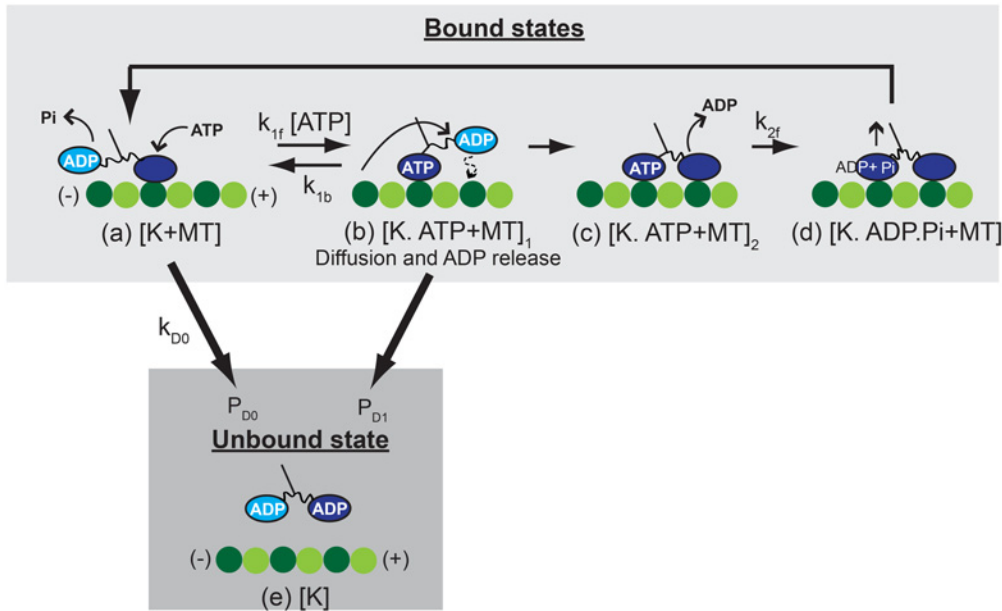 Bound states
Pi
ATP
k1f [ATP]
k1b
ADP
ADP
ATP
ADP
ATP
k2f
ADP+ Pi
(-)
(+)
(a) [K+MT]
(b) [K. ATP+MT]1
Diffusion and ADP release
(c) [K. ATP+MT]2
(d) [K. ADP.Pi+MT]
kD0
PD0
PD1
Unbound state
ADP
ADP
(-)
(+)
(e) [K]